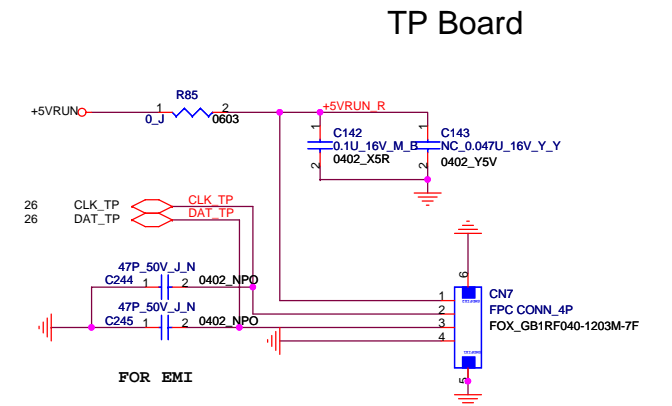 TP Board
R85
+5VRUN
1
2
+5VRUN_R
0_J
0603
1
1
C142
C143
0.1U_16V_M_B
NC_0.047U_16V_Y_Y
0402_X5R
0402_Y5V
2
2
26
CLK_TP
CLK_TP
26
DAT_TP
DAT_TP
47P_50V_J_N
C244
1
2
0402_NPO
47P_50V_J_N
C245
1
2
0402_NPO
FOR EMI
6
CN7
1
2
FPC CONN_4P
3
FOX_GB1RF040-1203M-7F
4
5